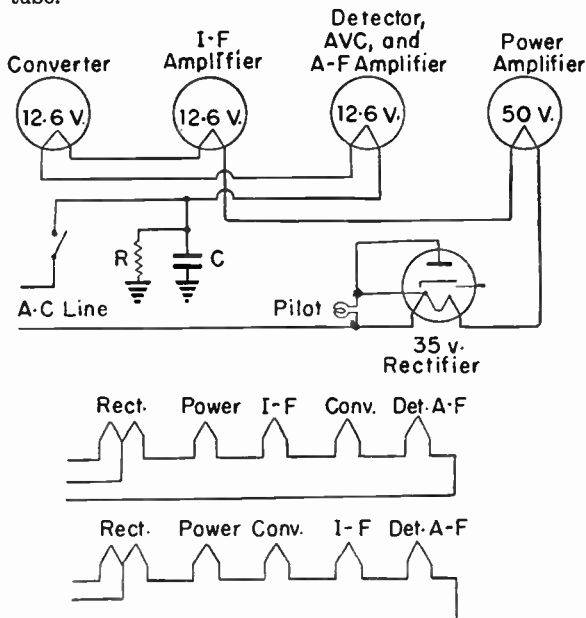 tube.
Converter
I-F Amplifier
Detector, AVC, and A-F Amplifier
Power Amplifier
12.6 V.
12.6 V.
12.6 V.
50 V.
R
C
A-C Line
Pilot
35 v. Rectifier
Rect. Power I-F Conv. Det. A-F
Rect. Power Conv. I-F Det. A-F